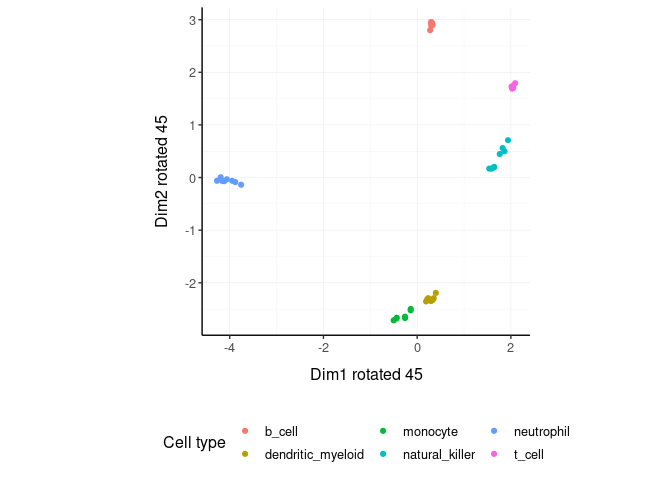 3
2
1
0
-1
-2
Dim2 rotated 45
-4 -2 0 2
Dim1 rotated 45
Cell type
b_cell monocyte neutrophil
dendritic_myeloid natural_killer t_cell